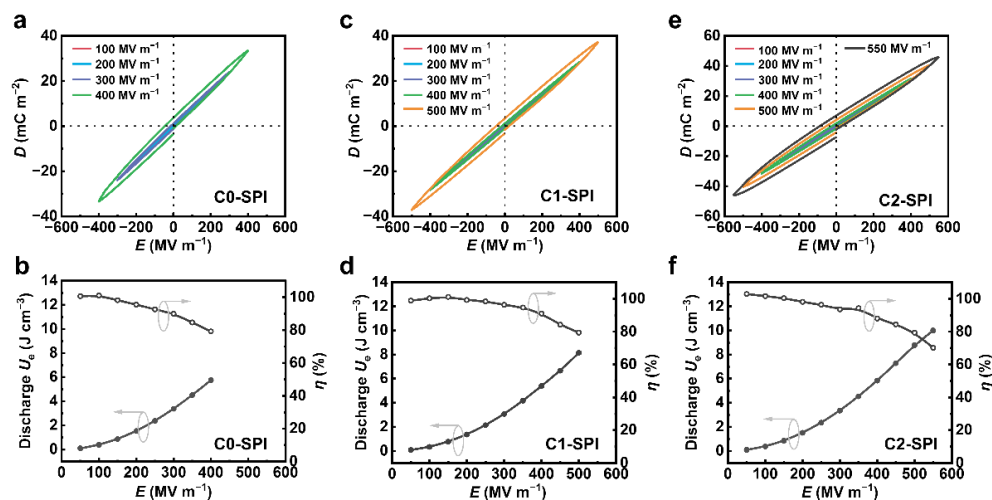 a
40
20
0
−20
−40
D (mC m⁻²)
100 MV m⁻¹
200 MV m⁻¹
300 MV m⁻¹
400 MV m⁻¹
C0-SPI
−600 −400 −200 0 200 400 600
E (MV m⁻¹)
c
40
20
0
−20
−40
D (mC m⁻²)
100 MV m⁻¹
200 MV m⁻¹
300 MV m⁻¹
400 MV m⁻¹
500 MV m⁻¹
C1-SPI
−600 −400 −200 0 200 400 600
E (MV m⁻¹)
e
60
40
20
0
−20
−40
−60
D (mC m⁻²)
100 MV m⁻¹
200 MV m⁻¹
300 MV m⁻¹
400 MV m⁻¹
500 MV m⁻¹
550 MV m⁻¹
C2-SPI
−600 −400 −200 0 200 400 600
E (MV m⁻¹)
b
14
12
10
8
6
4
2
0
Discharge Uₑ (J cm⁻³)
100
80
60
40
20
0
η (%)
C0-SPI
0 100 200 300 400 500
E (MV m⁻¹)
d
14
12
10
8
6
4
2
0
Discharge Uₑ (J cm⁻³)
100
80
60
40
20
0
η (%)
C1-SPI
0 100 200 300 400 500
E (MV m⁻¹)
f
14
12
10
8
6
4
2
0
Discharge Uₑ (J cm⁻³)
100
80
60
40
20
0
η (%)
C2-SPI
0 100 200 300 400 500
E (MV m⁻¹)